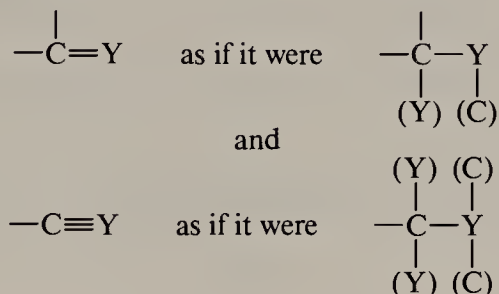 —C=Y as if it were —C—Y
(Y) (C)
and
(Y) (C)
—C≡Y as if it were —C—Y
(Y) (C)